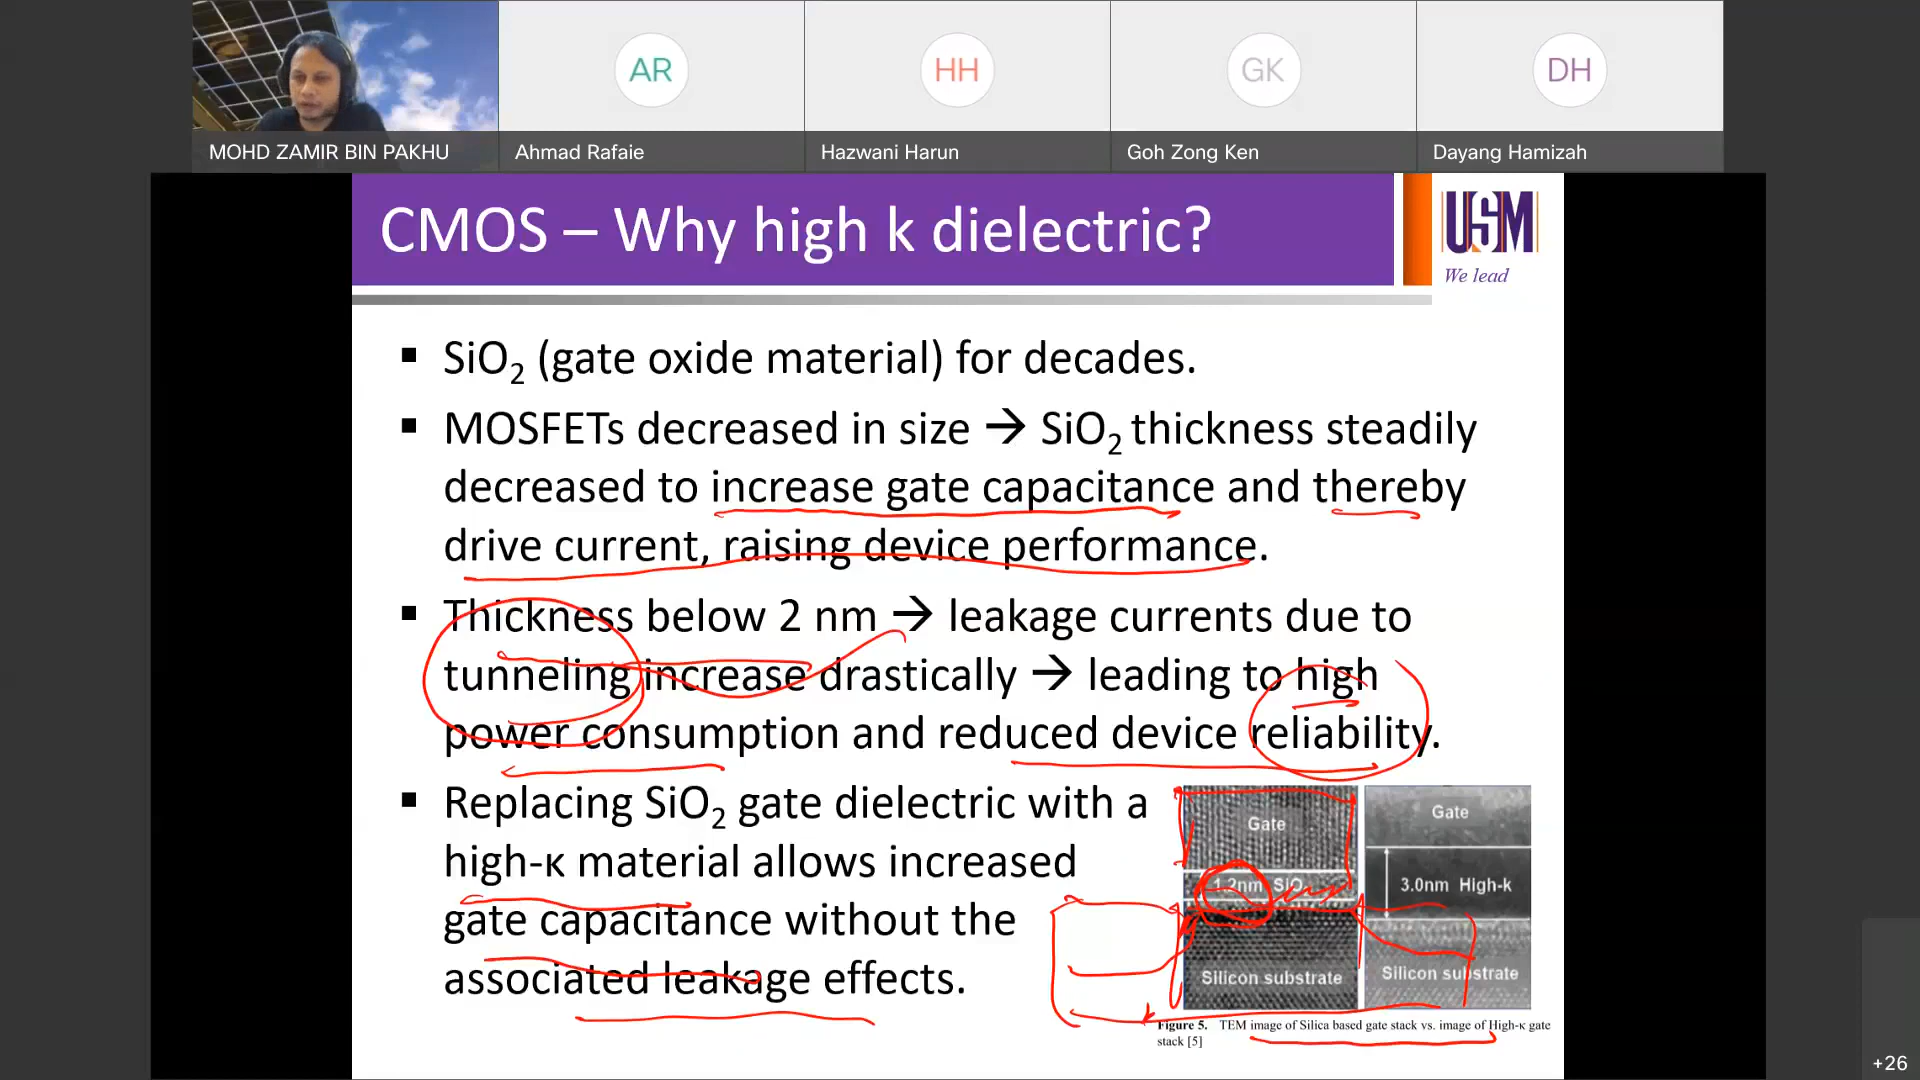 AR
HH
GK
DH
MOHD ZAMIR BIN PAKHU
Ahmad Rafaie
Hazwani Harun
Goh Zong Ken
Dayang Hamizah
CMOS – Why high k dielectric?
USM
We lead
▪ SiO₂ (gate oxide material) for decades.
▪ MOSFETs decreased in size → SiO₂ thickness steadily
decreased to increase gate capacitance and thereby
drive current, raising device performance.
▪ Thickness below 2 nm → leakage currents due to
tunneling increase drastically → leading to high
power consumption and reduced device reliability.
▪ Replacing SiO₂ gate dielectric with a
high-κ material allows increased
gate capacitance without the
associated leakage effects.
Gate
1.2nm SiO
Silicon substrate
Gate
3.0nm High-k
Silicon substrate
Figure 5. TEM image of Silica based gate stack vs. image of High-κ gate
stack [5]
+26